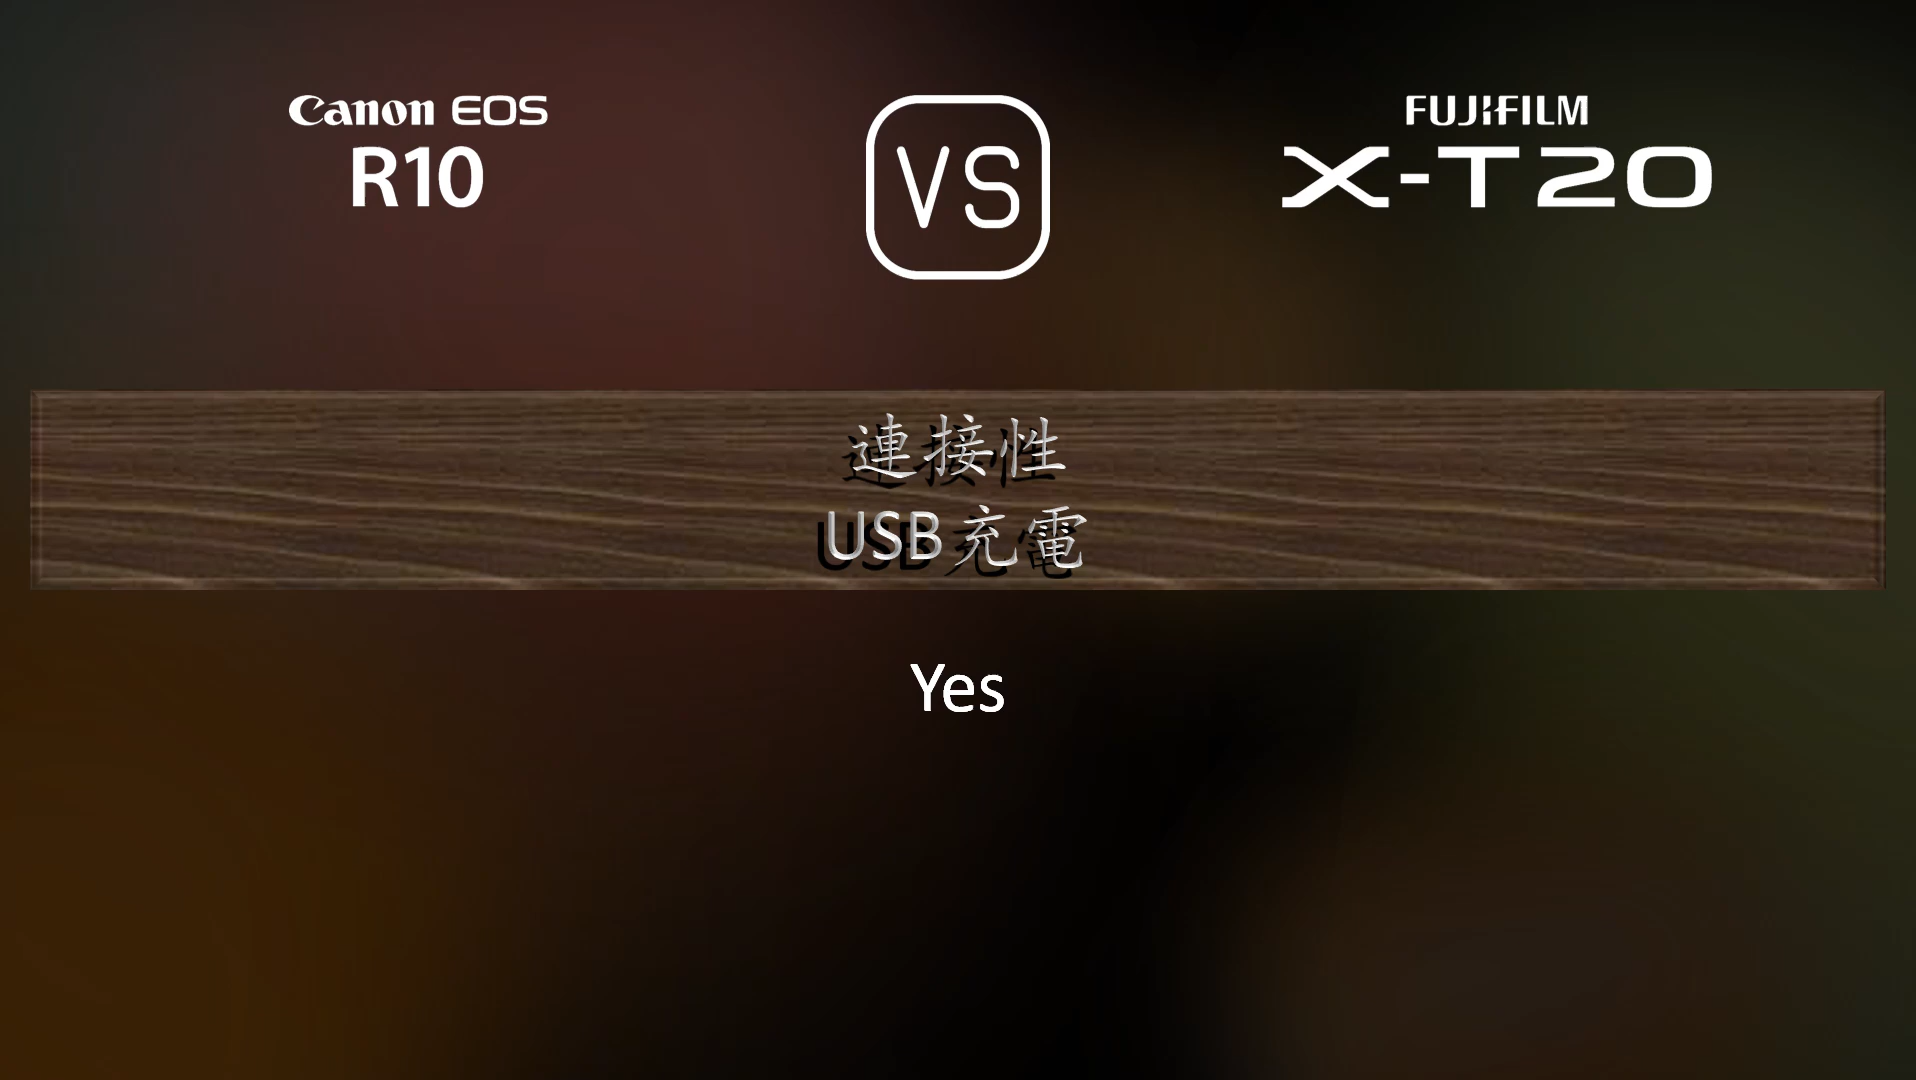 Canon EOS
R10
VS
FUJIFILM
X-T20
連接性
USB 充電
Yes